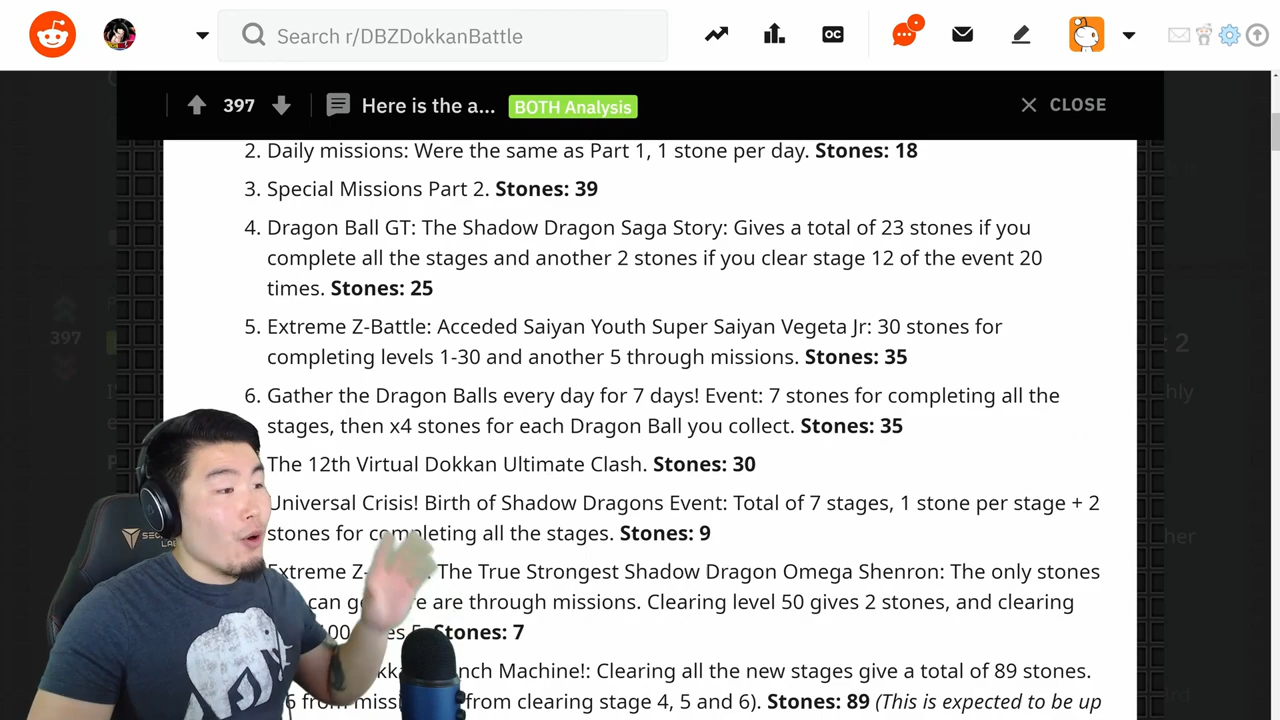 Search r/DBZDokkanBattle
OC
397
Here is the a...
BOTH Analysis
CLOSE
2. Daily missions: Were the same as Part 1, 1 stone per day. Stones: 18
3. Special Missions Part 2. Stones: 39
4. Dragon Ball GT: The Shadow Dragon Saga Story: Gives a total of 23 stones if you
complete all the stages and another 2 stones if you clear stage 12 of the event 20
times. Stones: 25
397
5. Extreme Z-Battle: Acceded Saiyan Youth Super Saiyan Vegeta Jr: 30 stones for
completing levels 1-30 and another 5 through missions. Stones: 35
2
6. Gather the Dragon Balls every day for 7 days! Event: 7 stones for completing all the
stages, then x4 stones for each Dragon Ball you collect. Stones: 35
The 12th Virtual Dokkan Ultimate Clash. Stones: 30
Universal Crisis! Birth of Shadow Dragons Event: Total of 7 stages, 1 stone per stage + 2
stones for completing all the stages. Stones: 9
Extreme Z- The True Strongest Shadow Dragon Omega Shenron: The only stones
can are through missions. Clearing level 50 gives 2 stones, and clearing
Stones: 7
Machine!: Clearing all the new stages give a total of 89 stones.
from clearing stage 4, 5 and 6). Stones: 89 (This is expected to be up